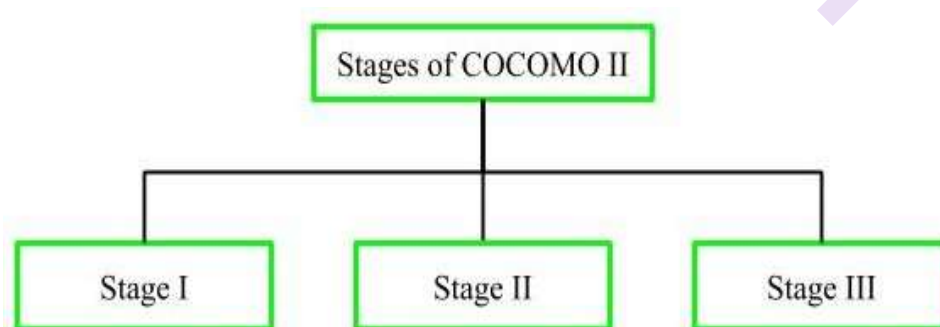 Stages of COCOMO II
Stage I
Stage II
Stage III